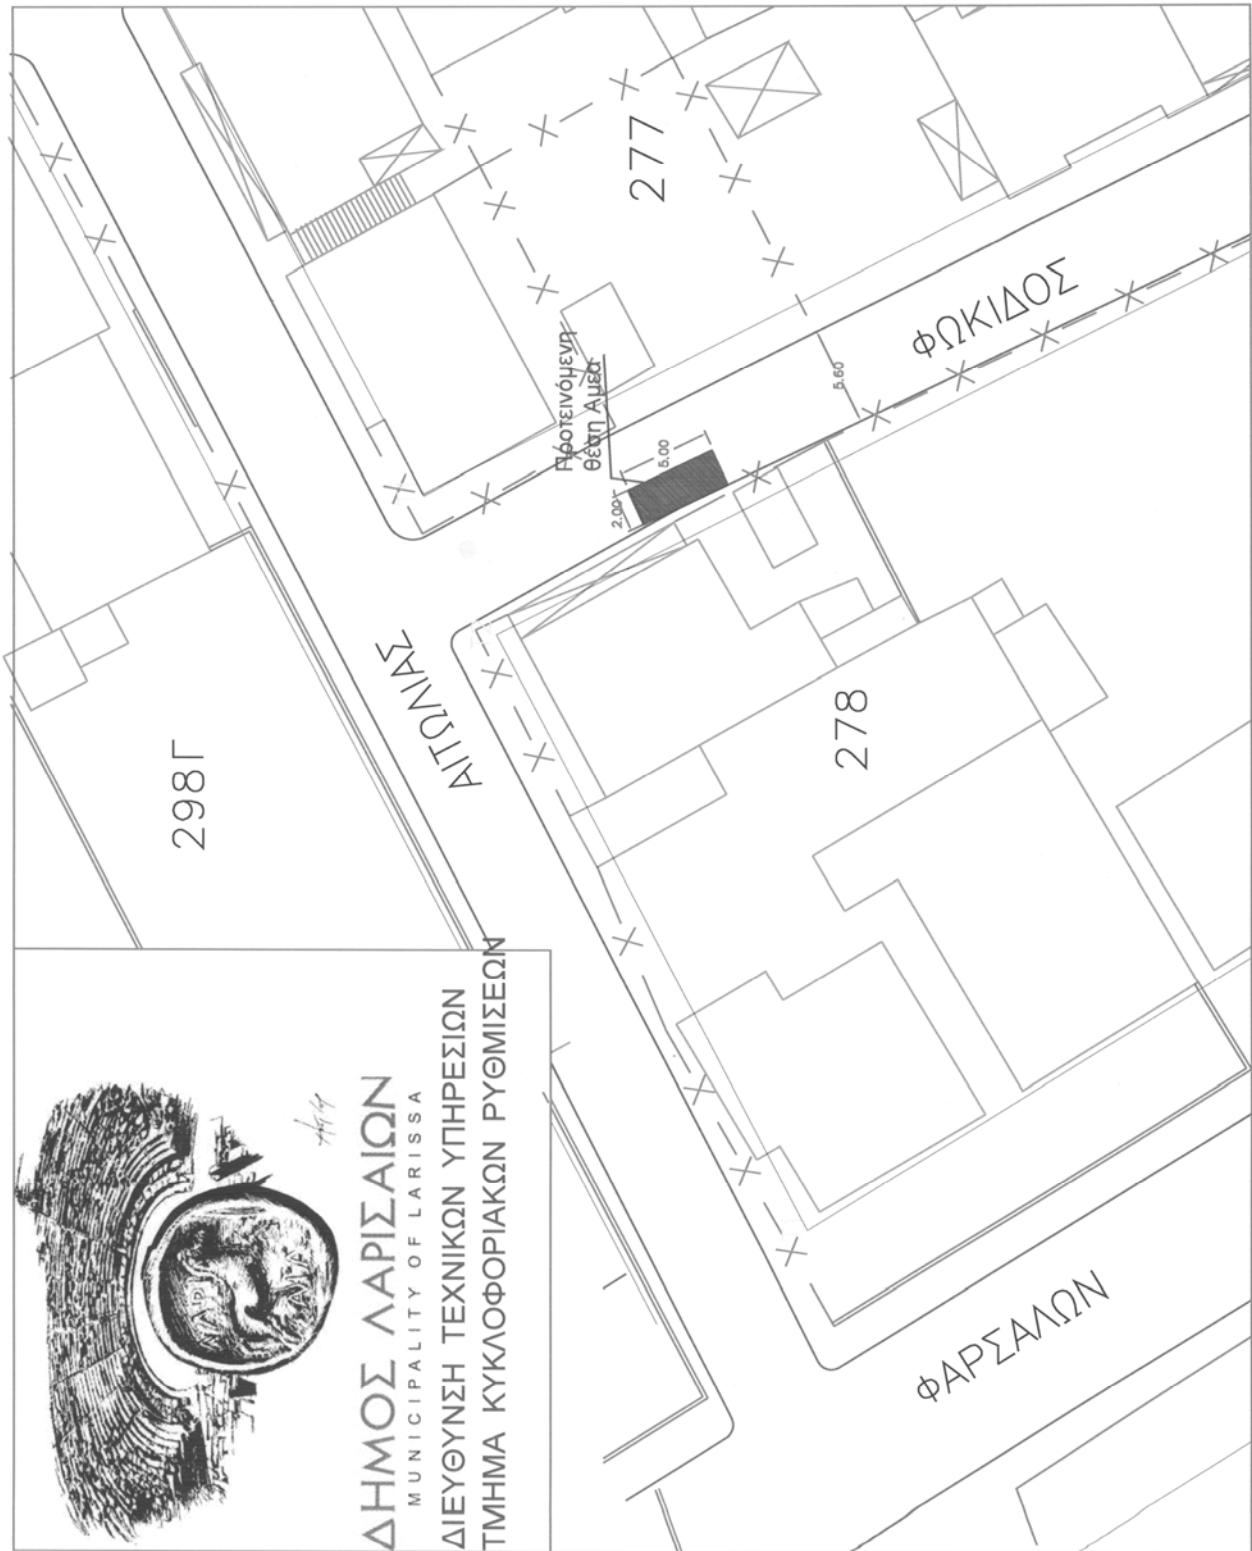 277
ΦΩΚΙΔΟΣ
Προτεινόμενη
θέση Αμεα
5.60
5.00
2.00
ΑΙΤΩΛΙΑΣ
298Γ
278
ΦΑΡΣΑΛΩΝ
ΔΗΜΟΣ ΛΑΡΙΣΑΙΩΝ
MUNICIPALITY OF LARISSA
ΔΙΕΥΘΥΝΣΗ ΤΕΧΝΙΚΩΝ ΥΠΗΡΕΣΙΩΝ
ΤΜΗΜΑ ΚΥΚΛΟΦΟΡΙΑΚΩΝ ΡΥΘΜΙΣΕΩΝ